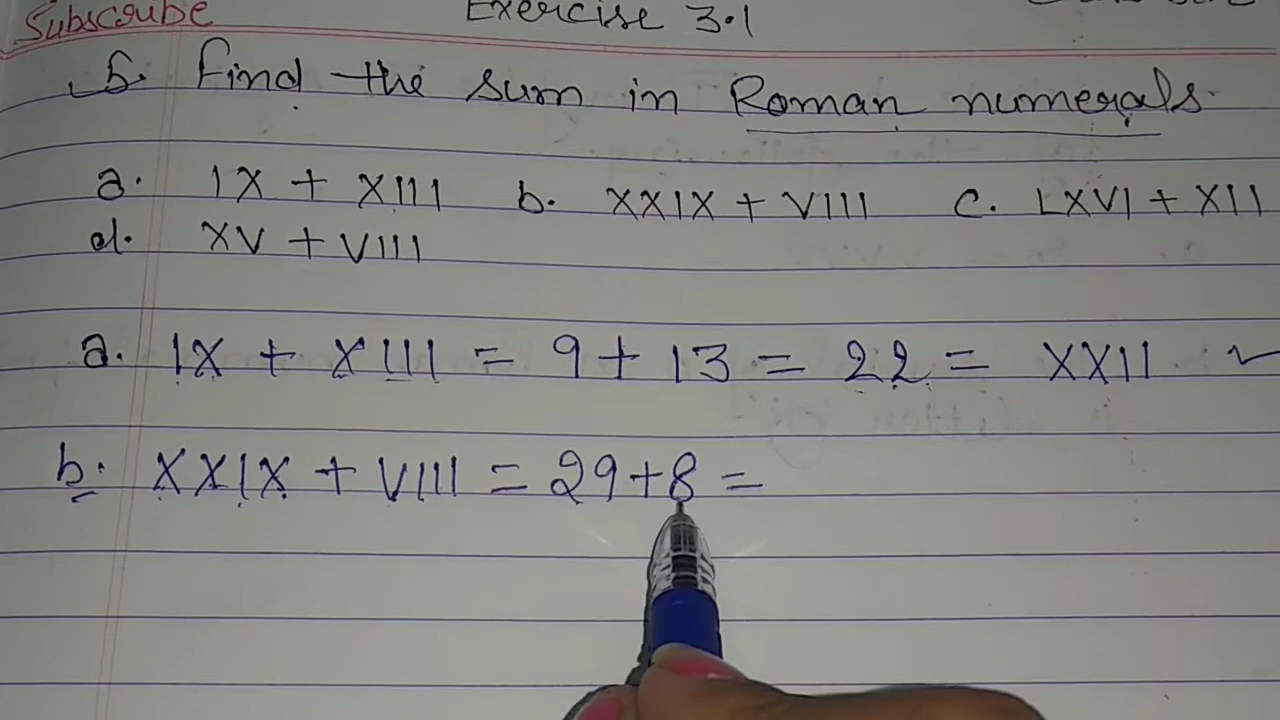 Subscribe Exercise 3.1
5. Find the sum in Roman numerals.
a. IX + XIII b. XXIX + VIII c. LXVI + XII
d. XV + VIII
a. IX + XIII = 9 + 13 = 22 = XXII
b. XXIX + VIII = 29+8 =